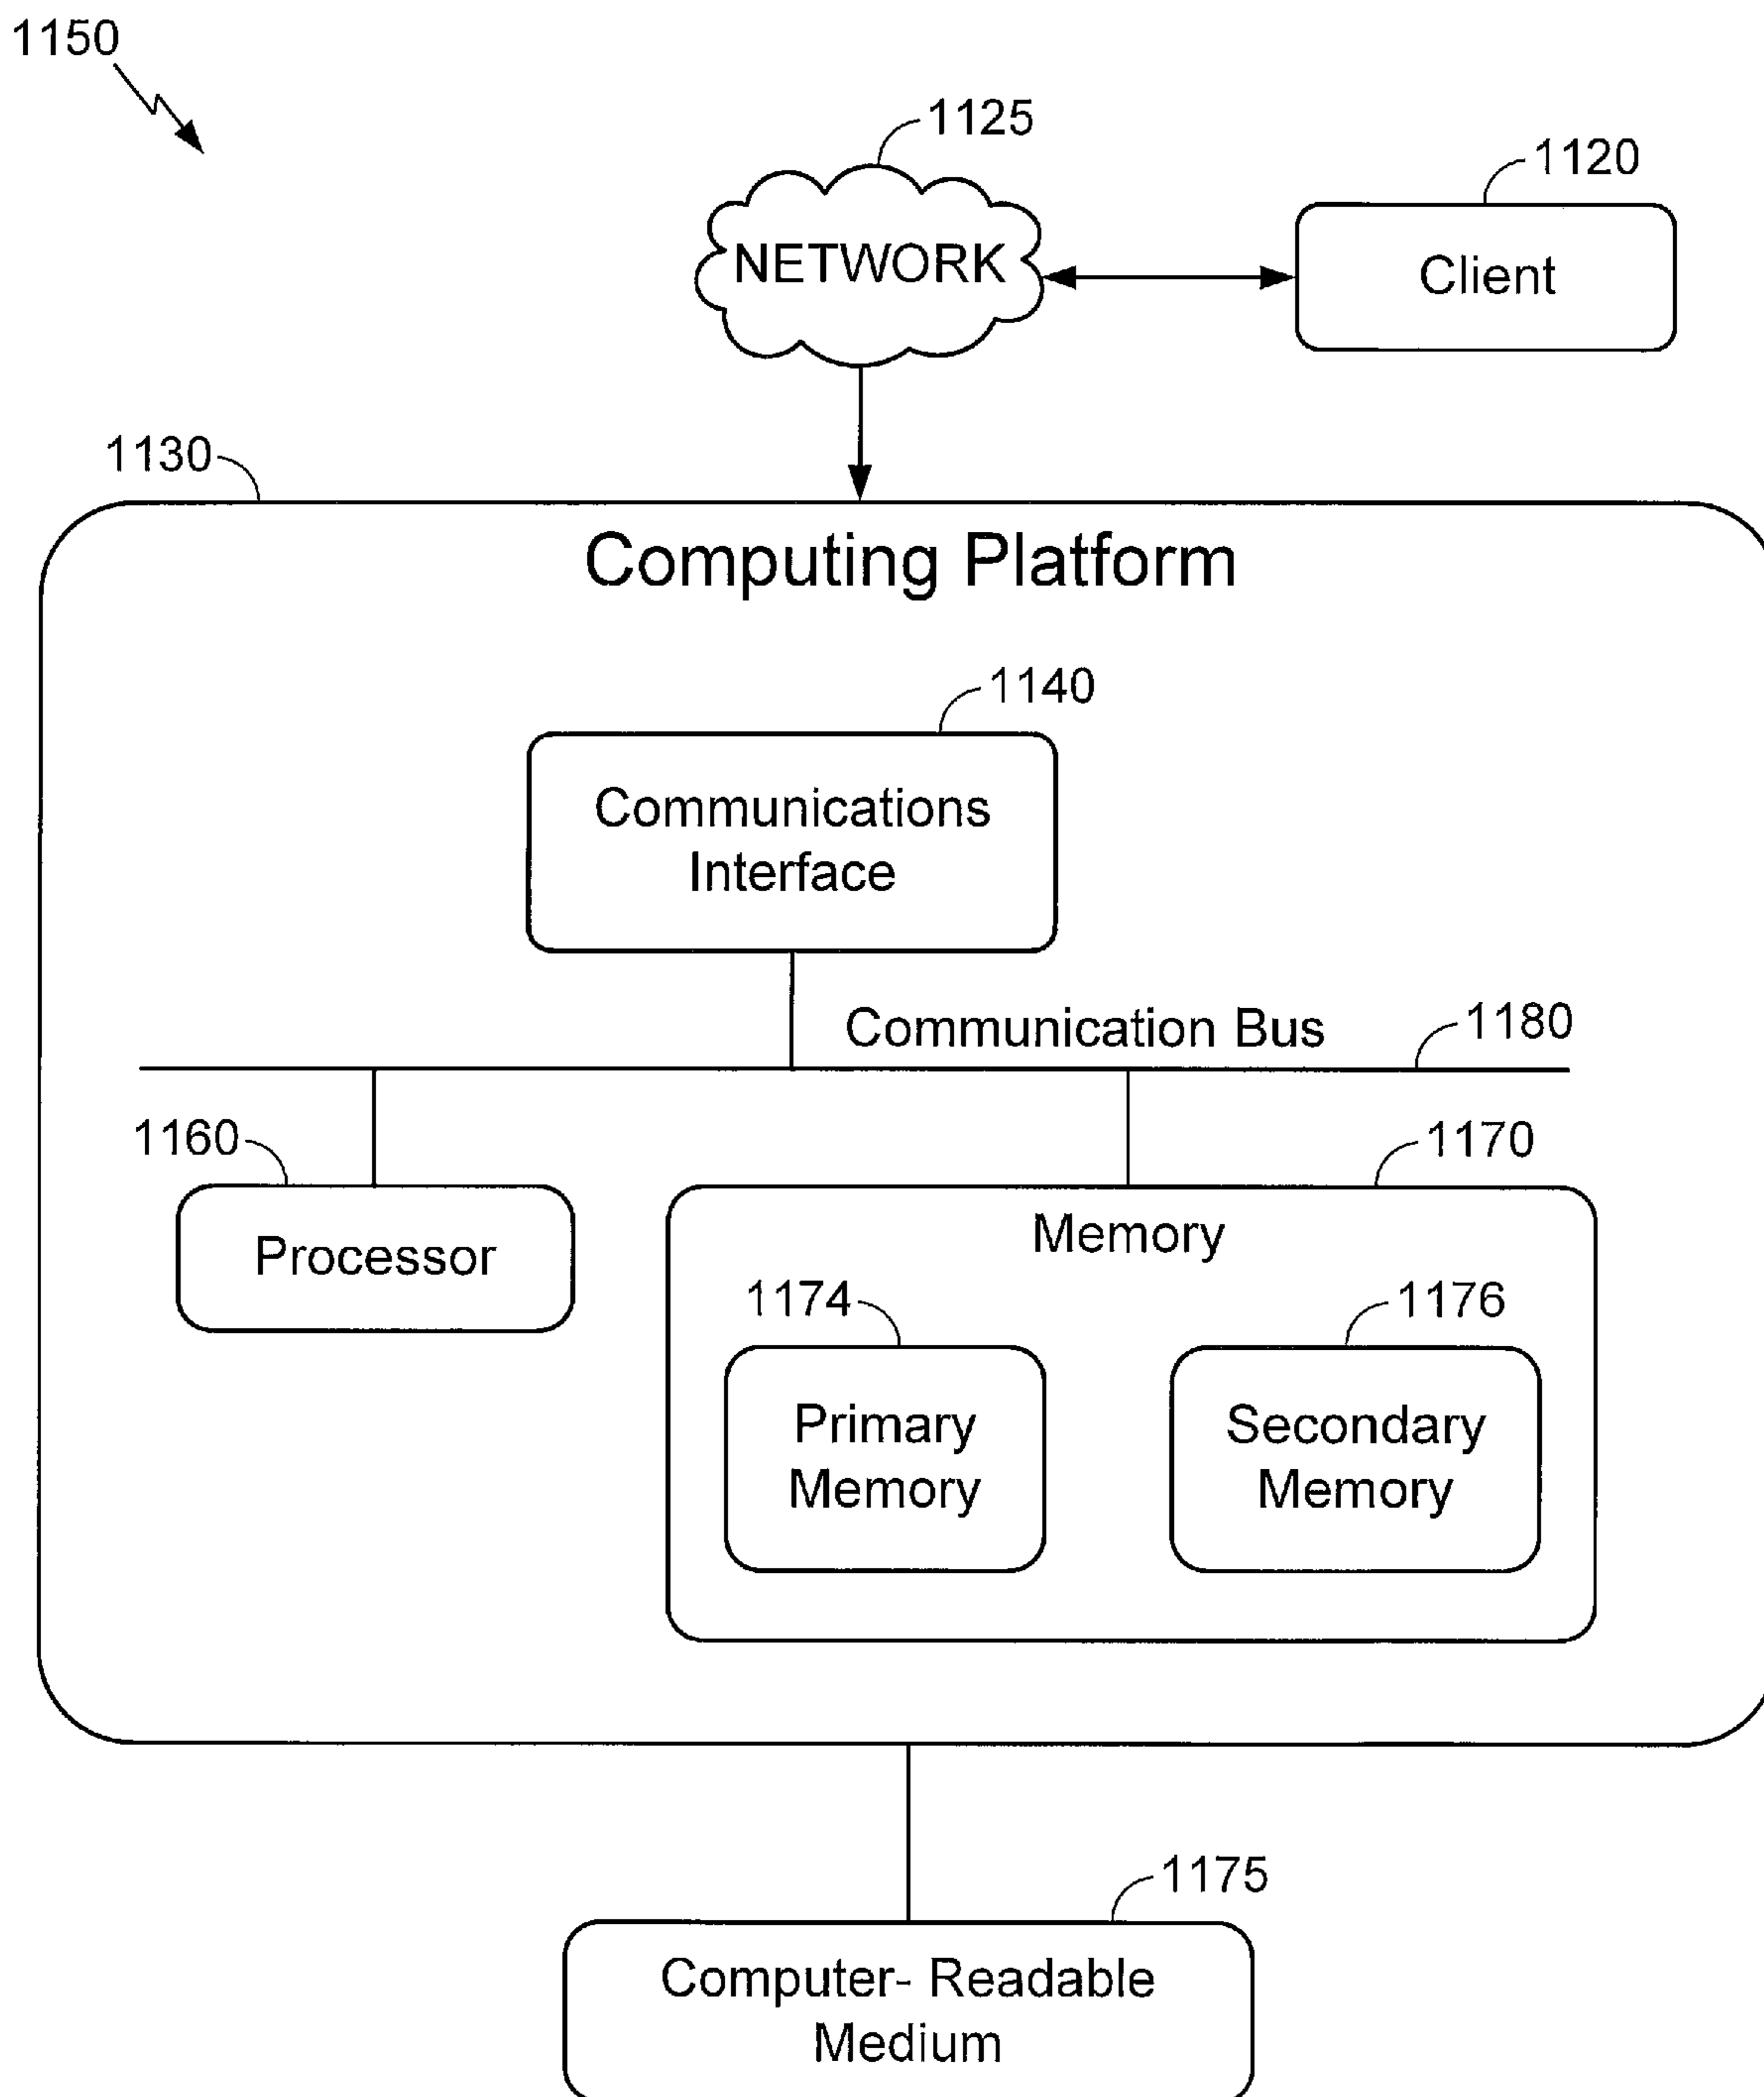 1150
1125
1120
NETWORK
Client
1130
Computing Platform
1140
Communications
Interface
Communication Bus
1180
1160
1170
Processor
Memory
1174
1176
Primary
Memory
Secondary
Memory
1175
Computer- Readable
Medium